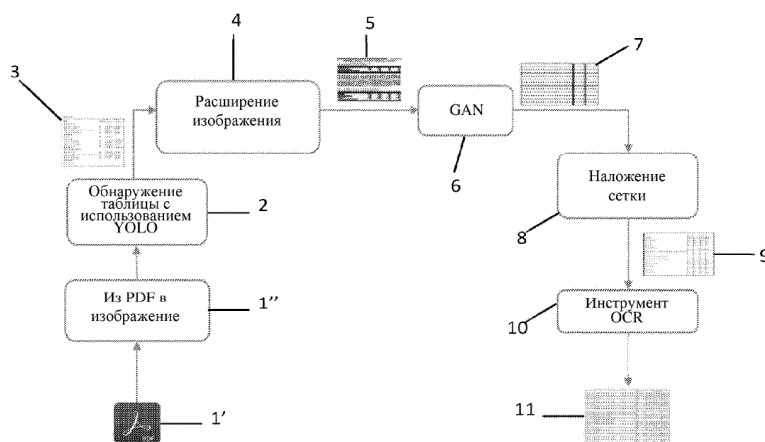 4
5
7
3
Расширение
изображения
GAN
6
Обнаружение
таблицы с
использованием
YOLO
2
Наложение
сетки
8
9
Из PDF в
изображение
1″
Инструмент
OCR
10
1′
11